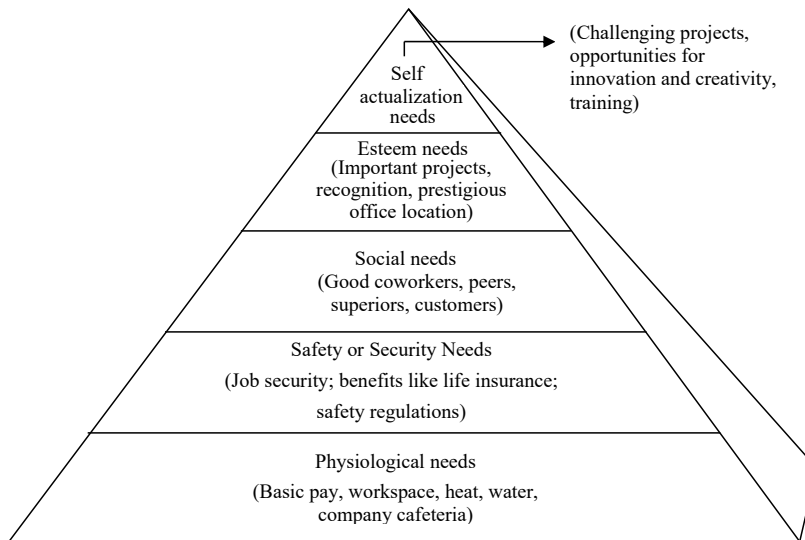 (Challenging projects,
opportunities for
innovation and creativity,
training)
Self
actualization
needs
Esteem needs
(Important projects,
recognition, prestigious
office location)
Social needs
(Good coworkers, peers,
superiors, customers)
Safety or Security Needs
(Job security; benefits like life insurance;
safety regulations)
Physiological needs
(Basic pay, workspace, heat, water,
company cafeteria)